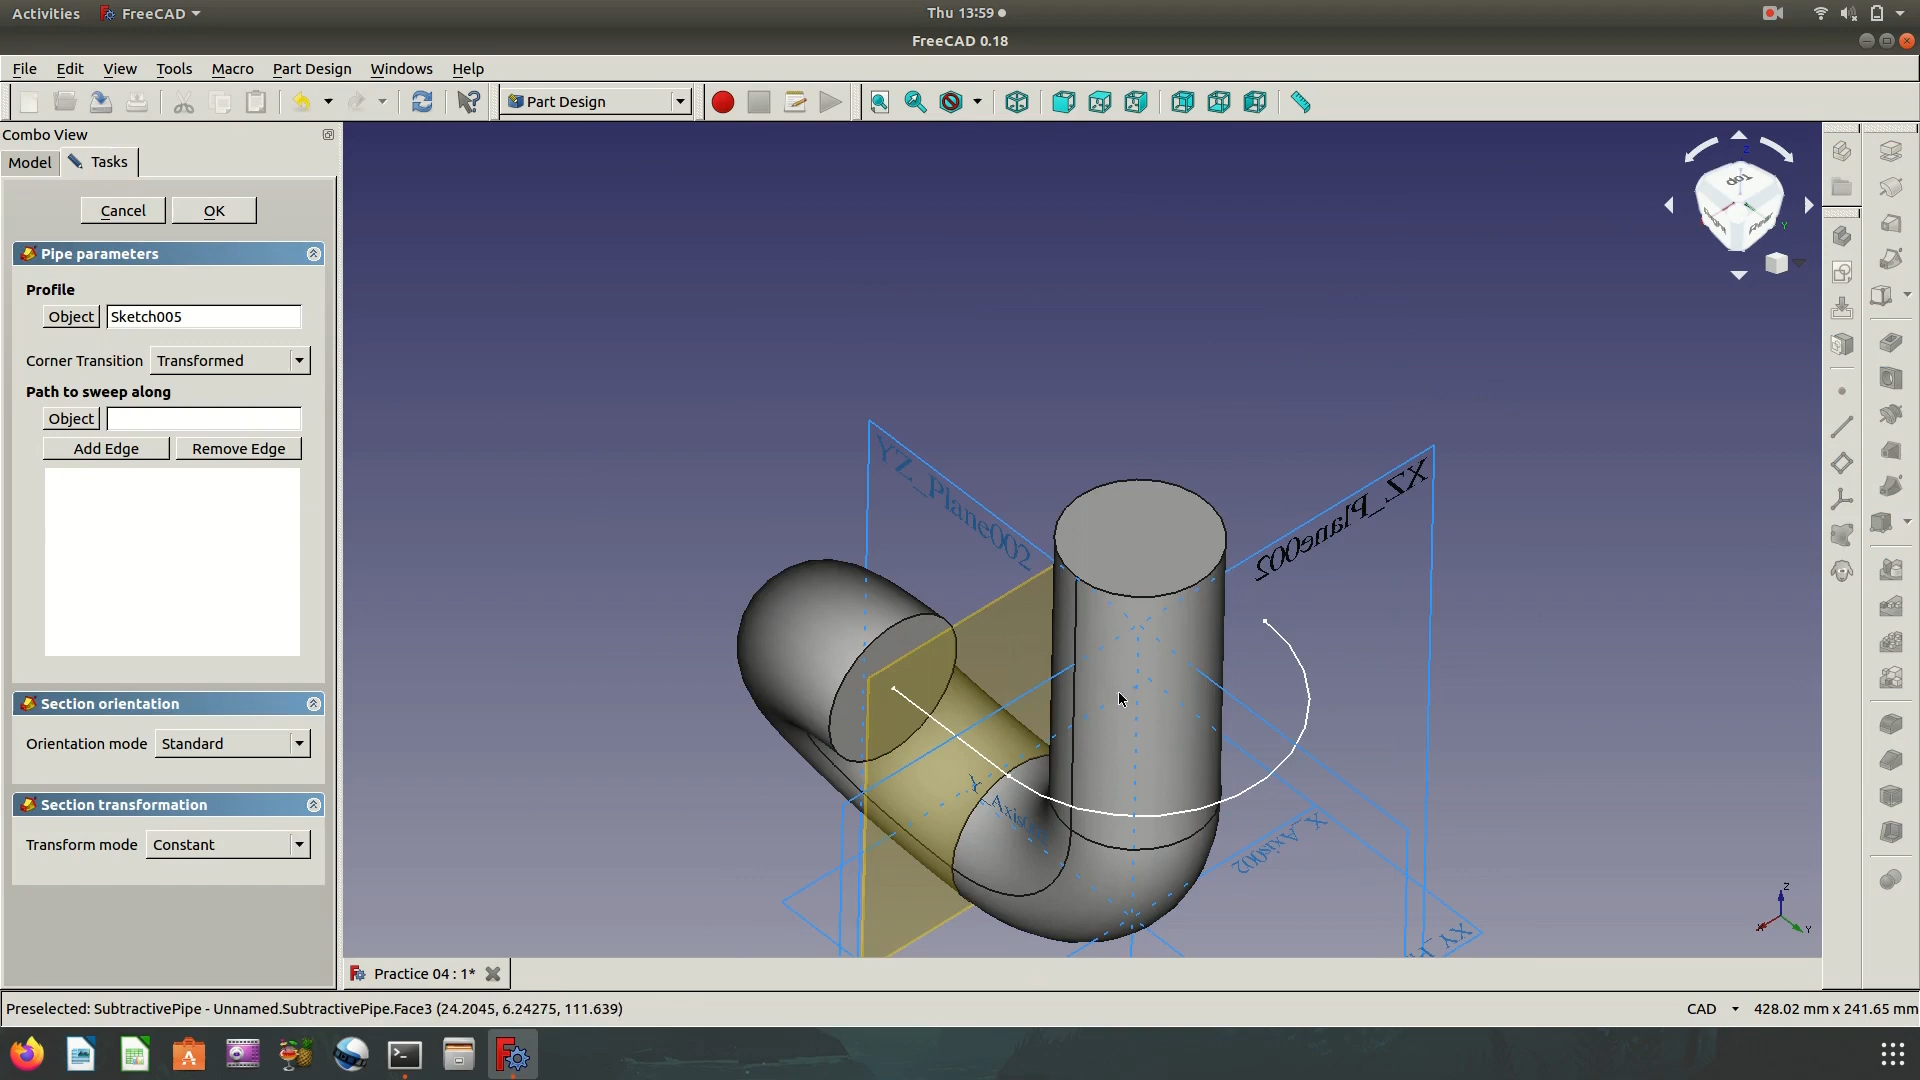 Activities FreeCAD Thu 13:59
FreeCAD 0.18
File Edit View Tools Macro Part Design Windows Help
Part Design
Combo View
Model Tasks
Cancel OK
Pipe parameters
Profile
Object Sketch005
Corner Transition Transformed
Path to sweep along
Object
Add Edge Remove Edge
Section orientation
Orientation mode Standard
Section transformation
Transform mode Constant
Top
Rear
Right
Z
Y
YZ_Plane002
XZ_Plane002
X_Axis002
Z
Y
Practice 04 : 1*
Preselected: SubtractivePipe - Unnamed.SubtractivePipe.Face3 (24.2045, 6.24275, 111.639)
CAD 428.02 mm x 241.65 mm